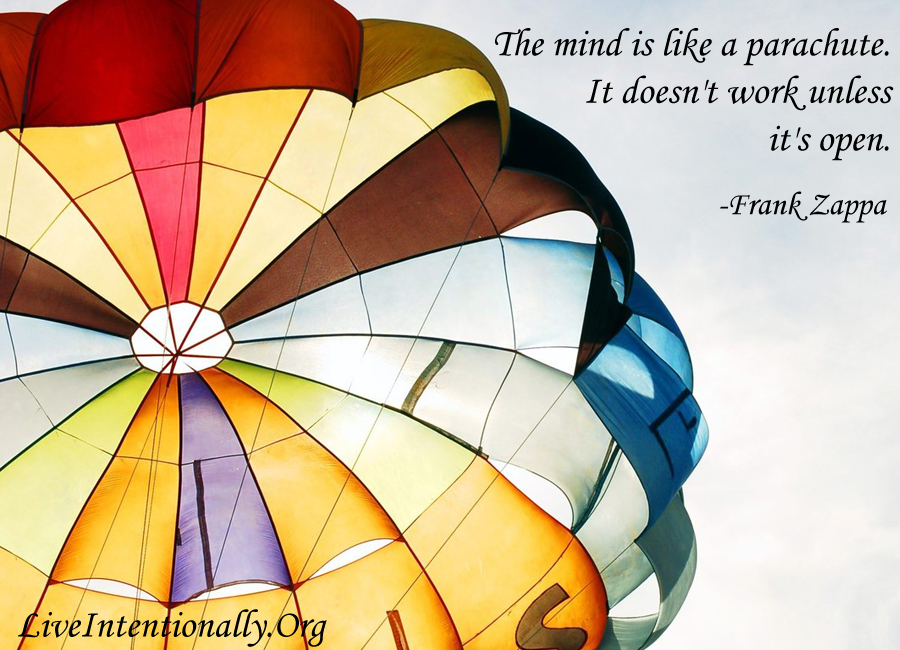 The mind is like a parachute.
It doesn't work unless
it's open.
-Frank Zappa
LiveIntentionally.Org